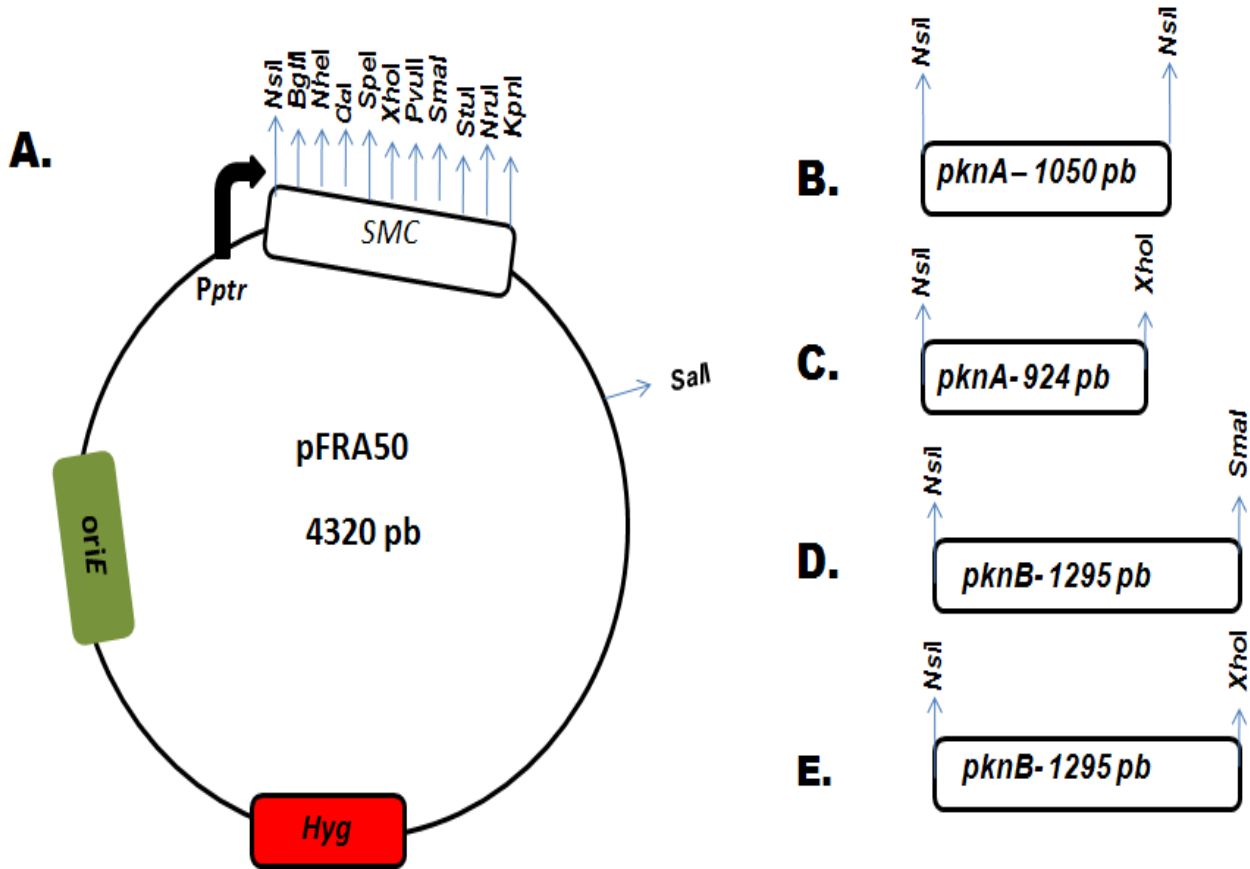 A.
NsiI
BglII
NheI
ClaI
SpeI
XhoI
PvuII
SmaI
StuI
NruI
KpnI
SMC
Pptr
SalI
pFRA50
4320 pb
oriE
Hyg
NsiI
NsiI
B.
pknA – 1050 pb
NsiI
XhoI
C.
pknA- 924 pb
NsiI
SmaI
D.
pknB- 1295 pb
NsiI
XhoI
E.
pknB- 1295 pb